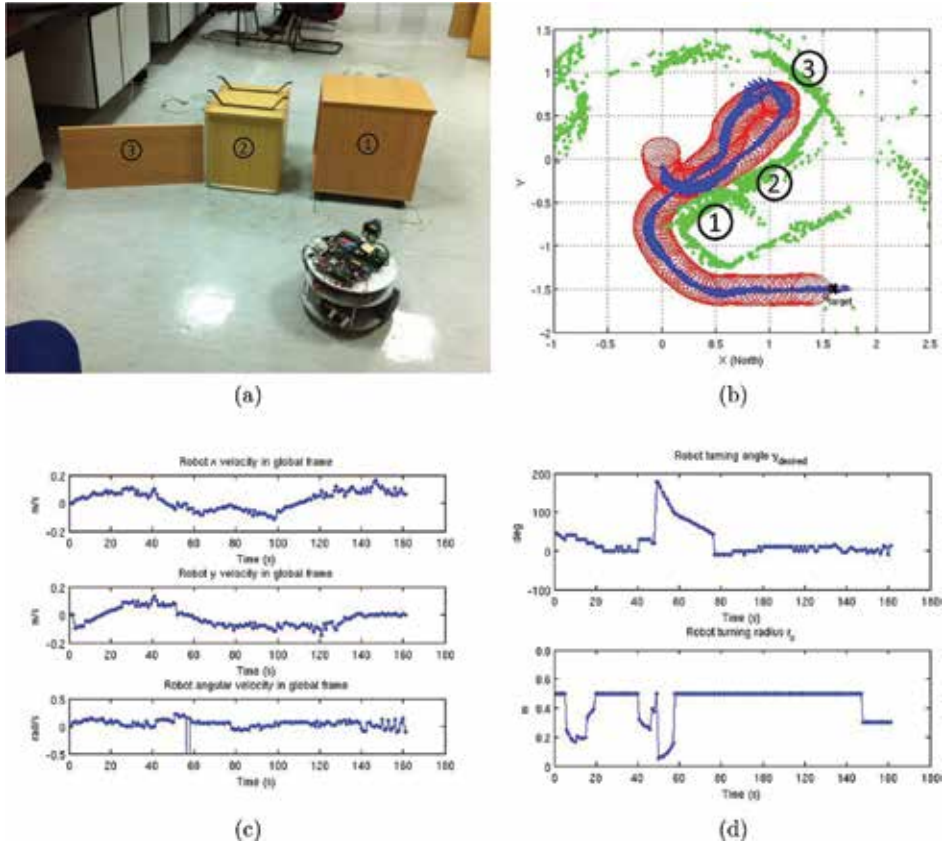 ③
②
①
(a)
1.5
1
0.5
0
-0.5
-1
-1.5
-2
Y
③
②
①
Target
-1 -0.5 0 0.5 1 1.5 2 2.5
X (North)
(b)
Robot x velocity in global frame
0.2
0
-0.2
m/s
0 20 40 60 80 100 120 140 160 180
Time (s)
Robot y velocity in global frame
0.2
0
-0.2
m/s
0 20 40 60 80 100 120 140 160 180
Time (s)
Robot angular velocity in global frame
0.5
0
-0.5
rad/s
0 20 40 60 80 100 120 140 160 180
Time (s)
(c)
Robot turning angle γdesired
200
100
0
-100
deg
0 20 40 60 80 100 120 140 160 180
Time (s)
Robot turning radius
0.8
0.6
0.4
0.2
0
m
0 20 40 60 80 100 120 140 160 180
Time (s)
(d)